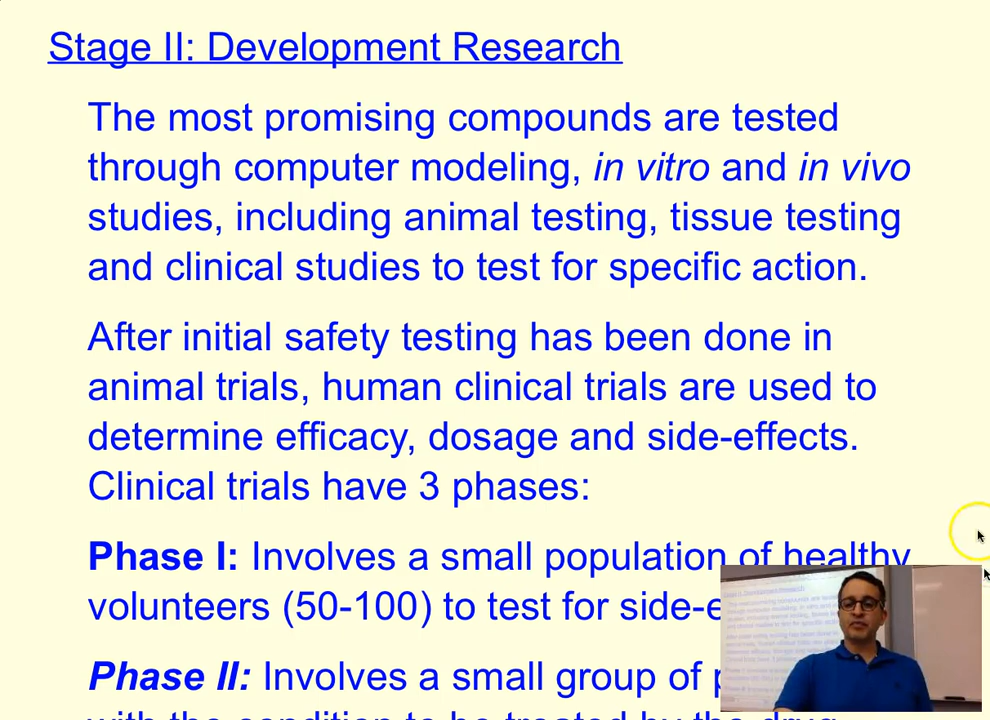 Stage II: Development Research
The most promising compounds are tested
through computer modeling, in vitro and in vivo
studies, including animal testing, tissue testing
and clinical studies to test for specific action.
After initial safety testing has been done in
animal trials, human clinical trials are used to
determine efficacy, dosage and side-effects.
Clinical trials have 3 phases:
Phase I: Involves a small population of healthy
volunteers (50-100) to test for
Phase II: Involves a small group of
with the condition to be treated by the drug